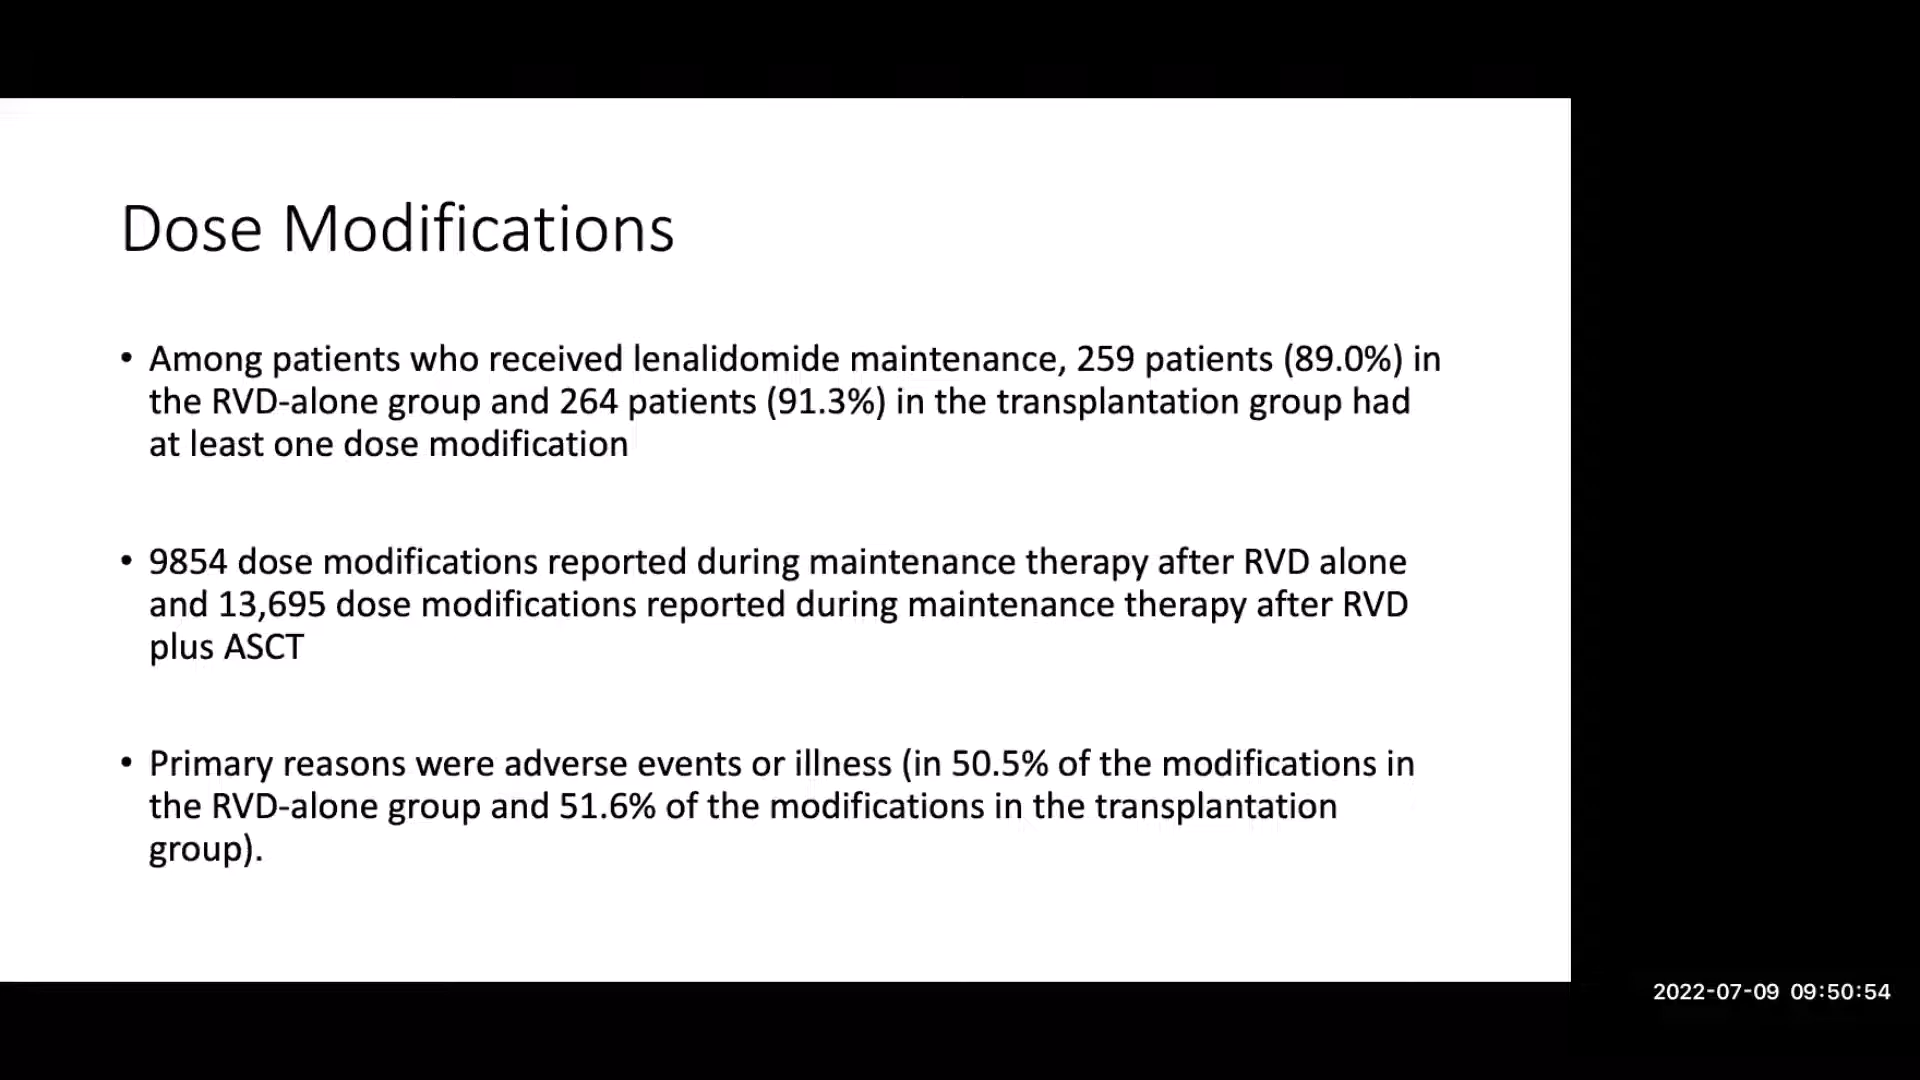 Dose Modifications
• Among patients who received lenalidomide maintenance, 259 patients (89.0%) in
the RVD-alone group and 264 patients (91.3%) in the transplantation group had
at least one dose modification
• 9854 dose modifications reported during maintenance therapy after RVD alone
and 13,695 dose modifications reported during maintenance therapy after RVD
plus ASCT
• Primary reasons were adverse events or illness (in 50.5% of the modifications in
the RVD-alone group and 51.6% of the modifications in the transplantation
group).
2022-07-09 09:50:54